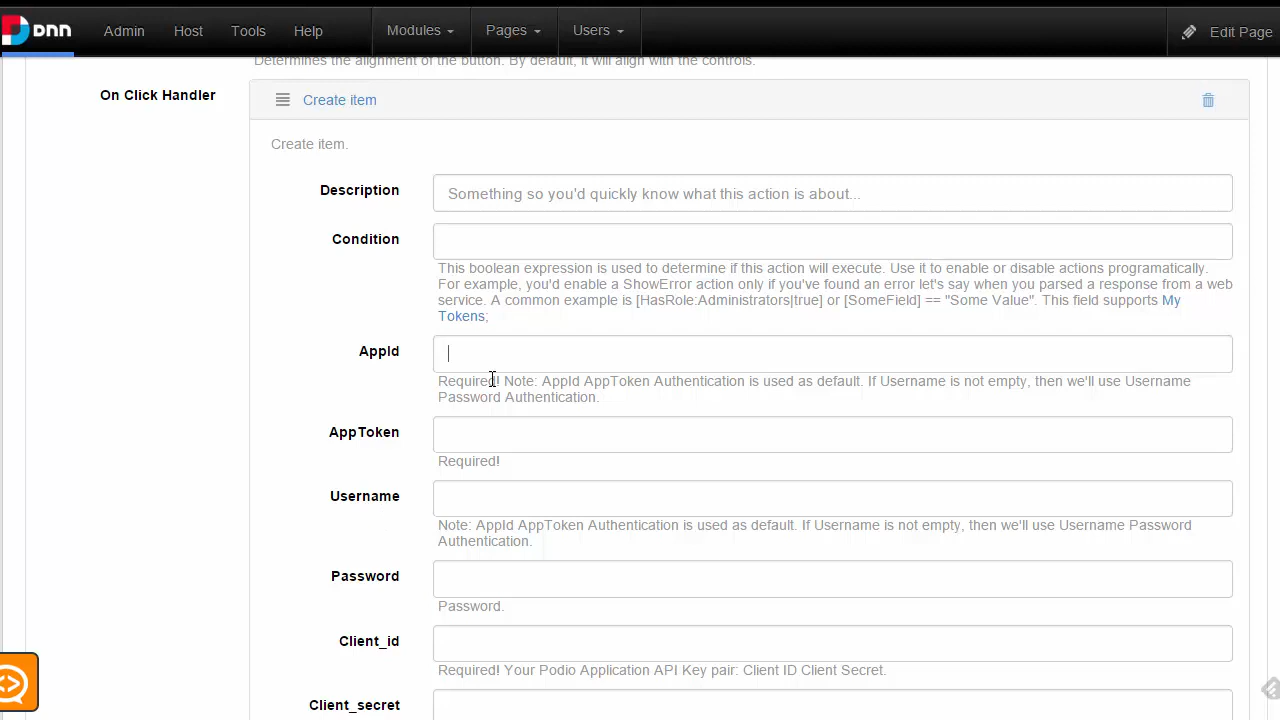 DNN Admin Host Tools Help Modules Pages Users Edit Page
Determines the alignment of the button. By default, it will align with the controls.
On Click Handler
Create item
Create item.
Description
Something so you'd quickly know what this action is about...
Condition
This boolean expression is used to determine if this action will execute. Use it to enable or disable actions programatically.
For example, you'd enable a ShowError action only if you've found an error let's say when you parsed a response from a web
service. A common example is [HasRole:Administrators|true] or [SomeField] == "Some Value". This field supports My
Tokens;
AppId
Required! Note: AppId AppToken Authentication is used as default. If Username is not empty, then we'll use Username
Password Authentication.
AppToken
Required!
Username
Note: AppId AppToken Authentication is used as default. If Username is not empty, then we'll use Username Password
Authentication.
Password
Password.
Client_id
Required! Your Podio Application API Key pair: Client ID Client Secret.
Client_secret